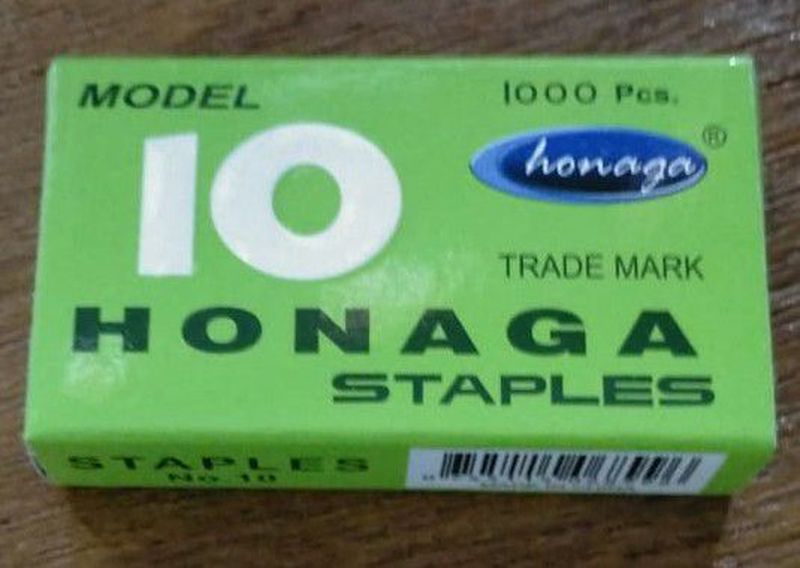 MODEL
1000 Pcs.
10
honaga®
TRADE MARK
HONAGA
STAPLES
STAPLES
No. 10